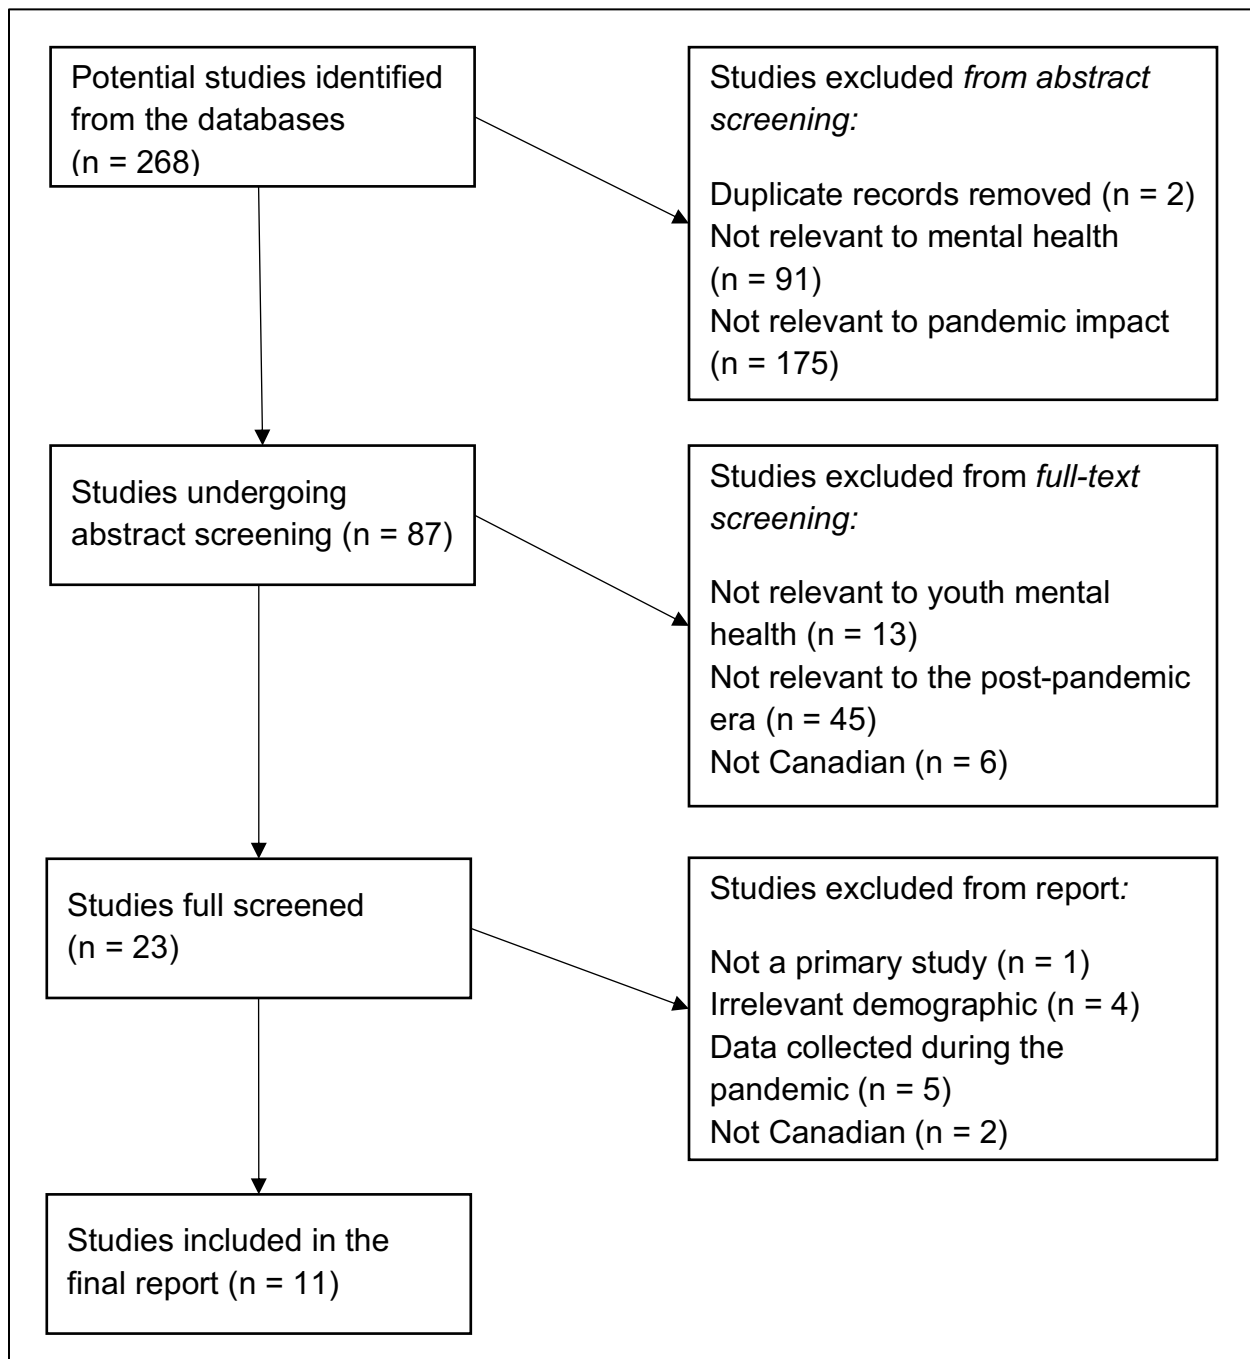 Potential studies identified
from the databases
(n = 268)
Studies excluded from abstract
screening:
Duplicate records removed (n = 2)
Not relevant to mental health
(n = 91)
Not relevant to pandemic impact
(n = 175)
Studies undergoing
abstract screening (n = 87)
Studies excluded from full-text
screening:
Not relevant to youth mental
health (n = 13)
Not relevant to the post-pandemic
era (n = 45)
Not Canadian (n = 6)
Studies full screened
(n = 23)
Studies excluded from report:
Not a primary study (n = 1)
Irrelevant demographic (n = 4)
Data collected during the
pandemic (n = 5)
Not Canadian (n = 2)
Studies included in the
final report (n = 11)